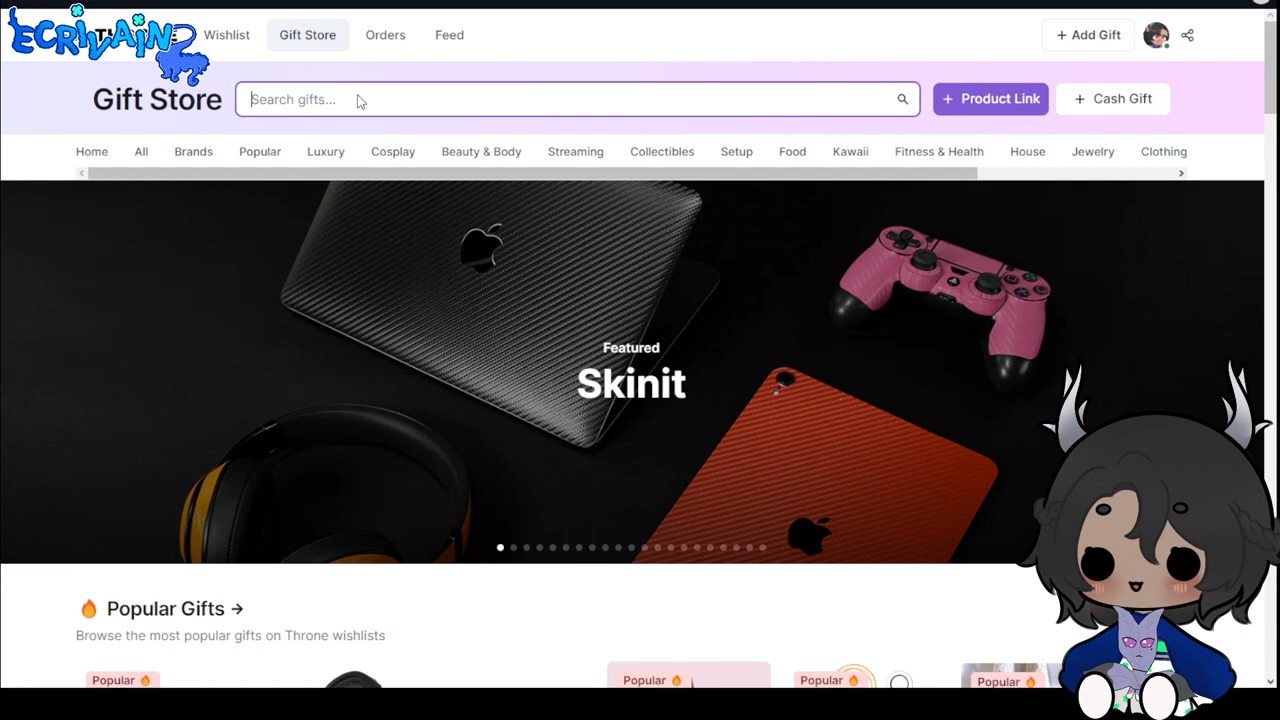 ECRIVAIN
Wishlist
Gift Store
Orders
Feed
+ Add Gift
Gift Store
Search gifts...
+ Product Link
+ Cash Gift
Home
All
Brands
Popular
Luxury
Cosplay
Beauty & Body
Streaming
Collectibles
Setup
Food
Kawaii
Fitness & Health
House
Jewelry
Clothing
Featured
Skinit
Popular Gifts →
Browse the most popular gifts on Throne wishlists
Popular
Popular
Popular
Popular